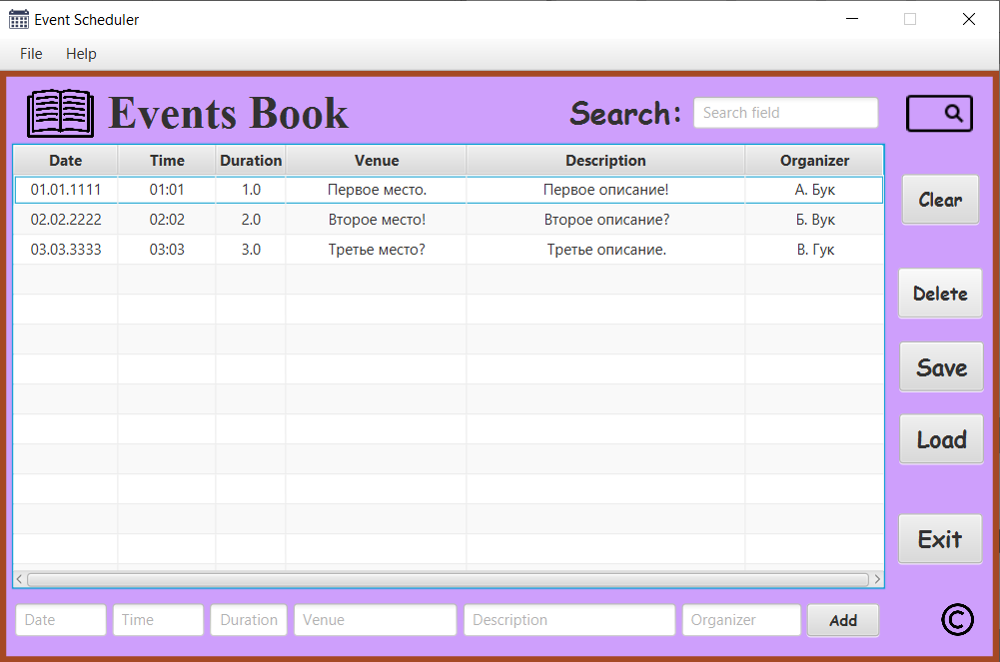 Event Scheduler
File Help
Events Book Search: Search field
Date Time Duration Venue Description Organizer
01.01.1111 01:01 1.0 Первое место. Первое описание! А. Бук
02.02.2222 02:02 2.0 Второе место! Второе описание? Б. Вук
03.03.3333 03:03 3.0 Третье место? Третье описание. В. Гук
Clear
Delete
Save
Load
Exit
Date Time Duration Venue Description Organizer Add ©